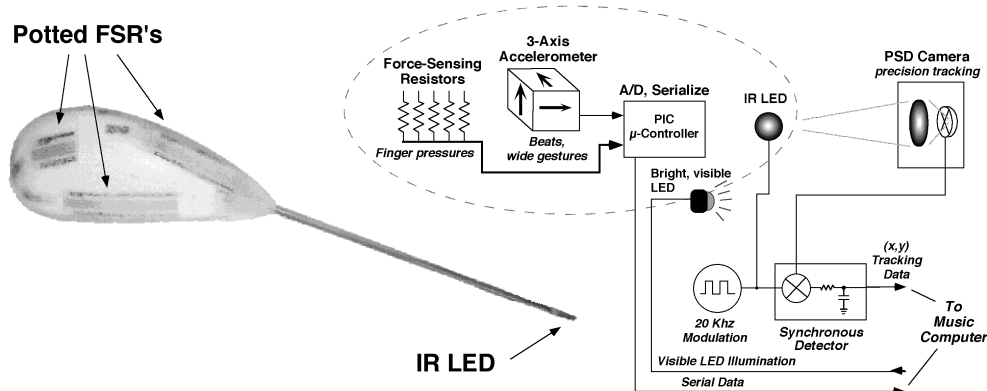 Potted FSR's
IR LED
Force-Sensing
Resistors
Finger pressures
3-Axis
Accelerometer
Beats,
wide gestures
A/D, Serialize
PIC
µ-Controller
IR LED
PSD Camera
precision tracking
Bright, visible
LED
20 Khz
Modulation
Synchronous
Detector
(x,y)
Tracking
Data
To
Music
Computer
Visible LED Illumination
Serial Data